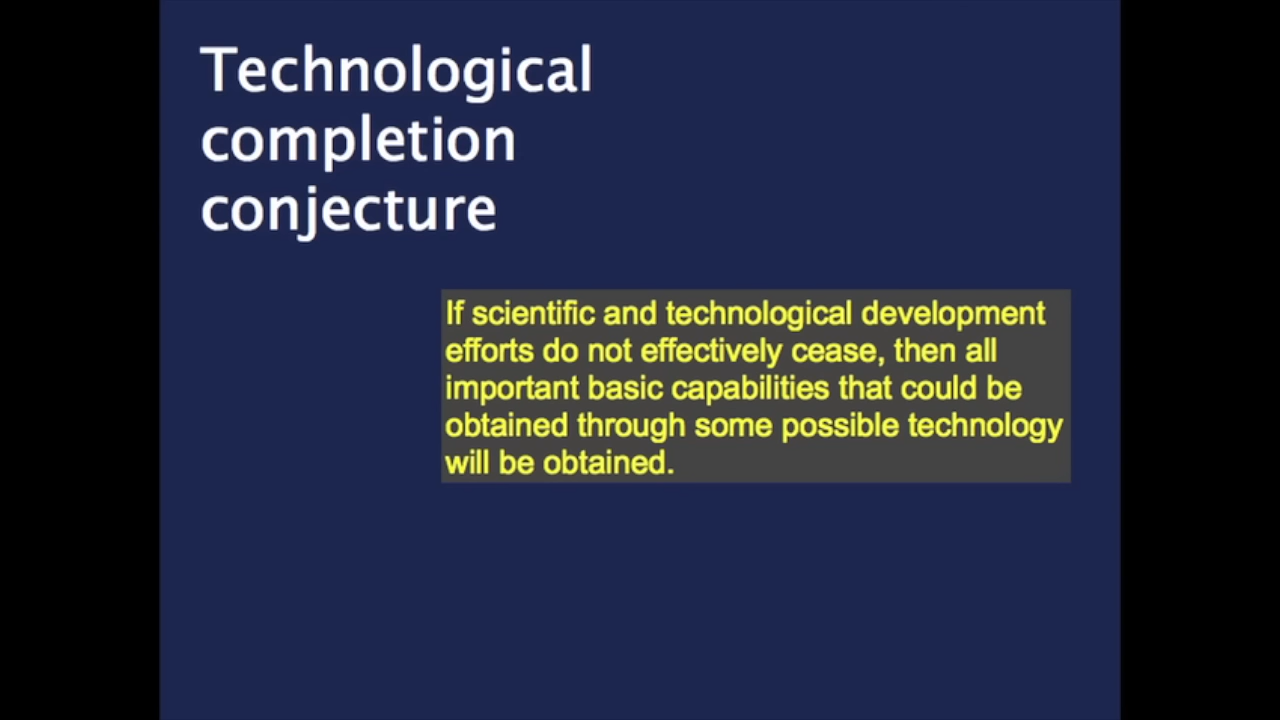 Technological
completion
conjecture
If scientific and technological development
efforts do not effectively cease, then all
important basic capabilities that could be
obtained through some possible technology
will be obtained.